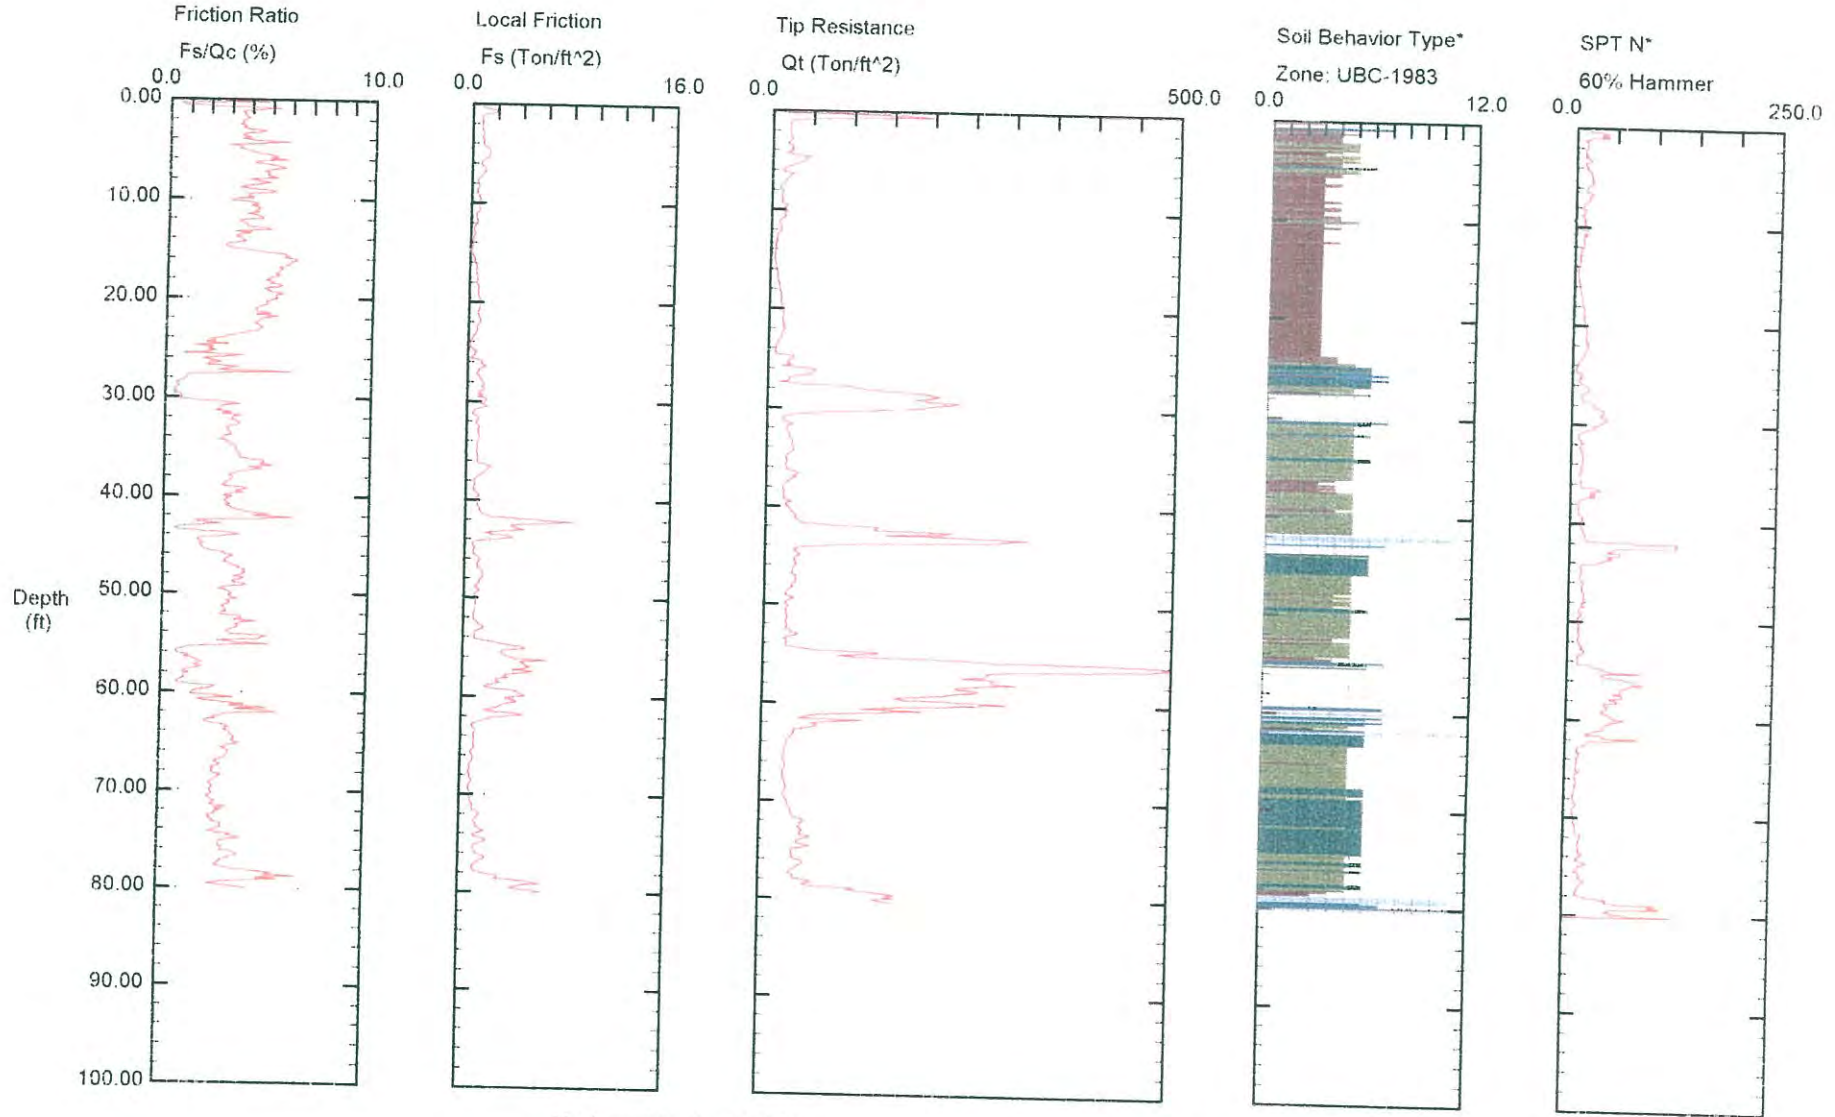 Friction Ratio
Fs/Qc (%)
0.0 10.0
Local Friction
Fs (Ton/ft^2)
0.0 16.0
Tip Resistance
Qt (Ton/ft^2)
0.0 500.0
Soil Behavior Type*
Zone: UBC-1983
0.0 12.0
SPT N*
60% Hammer
0.0 250.0
0.00
10.00
20.00
30.00
40.00
50.00
Depth
(ft)
60.00
70.00
80.00
90.00
100.00